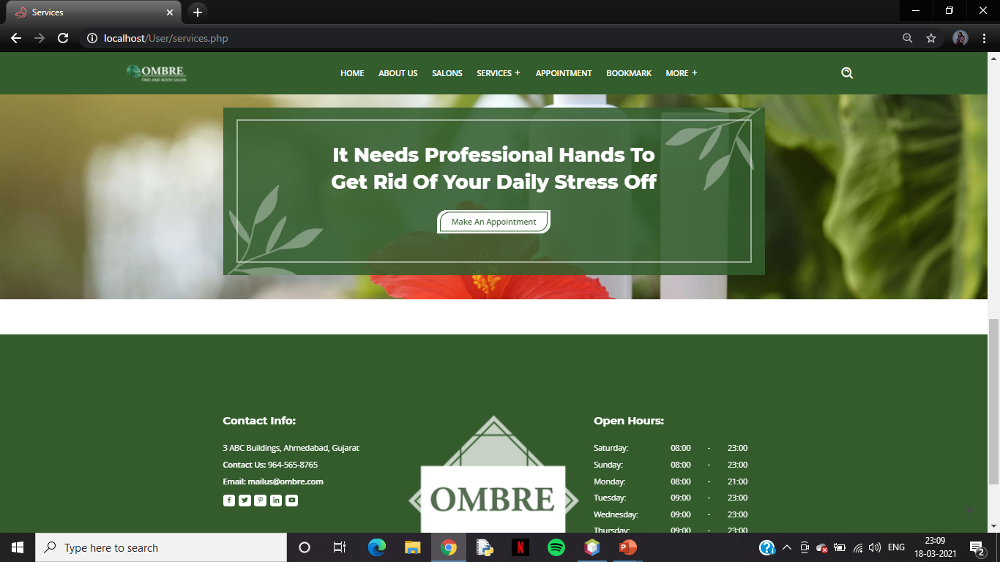 Services
localhost/User/services.php
OMBRE
FIND AND BOOK SALON
HOME ABOUT US SALONS SERVICES + APPOINTMENT BOOKMARK MORE +
It Needs Professional Hands To
Get Rid Of Your Daily Stress Off
Make An Appointment
Contact Info:
3 ABC Buildings, Ahmedabad, Gujarat
Contact Us: 964-565-8765
Email: mailus@ombre.com
OMBRE
Open Hours:
Saturday: 08:00 - 23:00
Sunday: 08:00 - 23:00
Monday: 08:00 - 21:00
Tuesday: 09:00 - 23:00
Wednesday: 09:00 - 23:00
Thursday: 09:00 - 23:00
Type here to search
ENG
23:09
18-03-2021
2